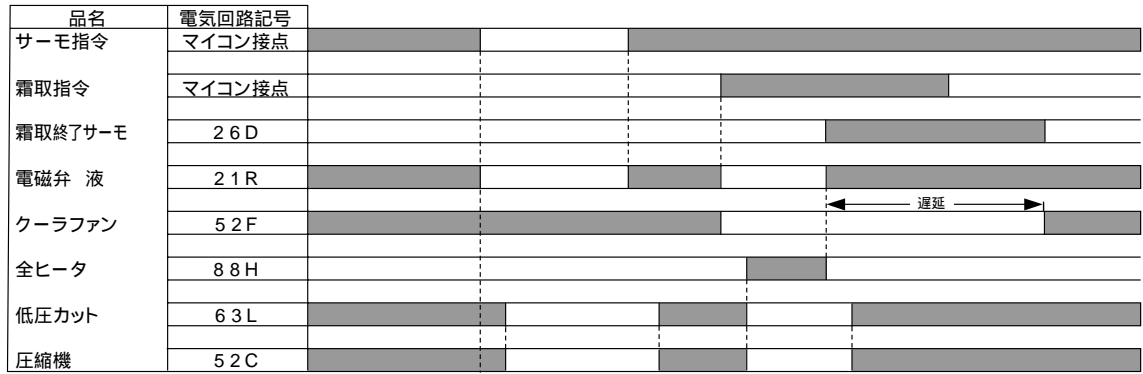 品名 電気回路記号
サーモ指令 マイコン接点
霜取指令 マイコン接点
霜取終了サーモ 26D
電磁弁 液 21R
遅延
クーラファン 52F
全ヒータ 88H
低圧カット 63L
圧縮機 52C